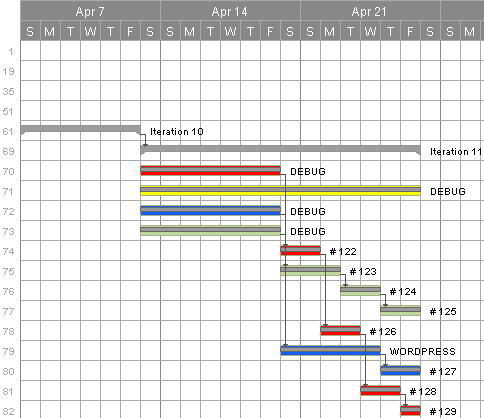 Apr 7 Apr 14 Apr 21
S M T W T F S S M T W T F S S M T W T F S S M T
1
19
35
51
61 Iteration 10
69 Iteration 11
70 DEBUG
71 DEBUG
72 DEBUG
73 DEBUG
74 #122
75 #123
76 #124
77 #125
78 #126
79 WORDPRESS
80 #127
81 #128
82 #129